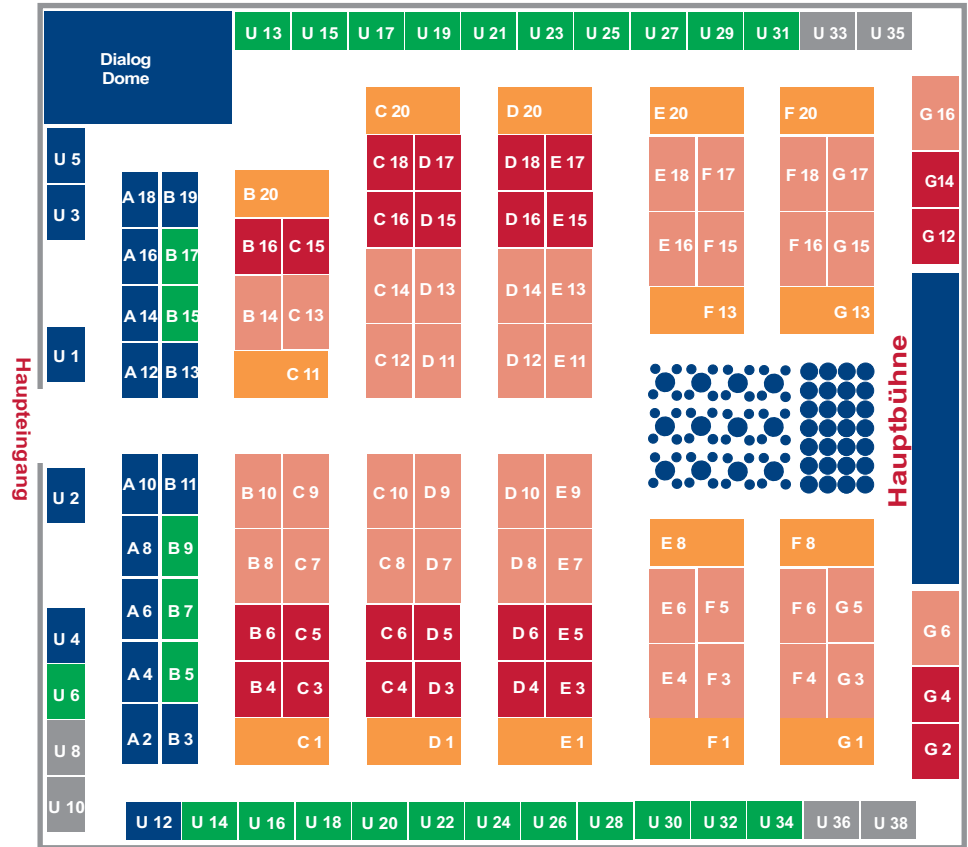 U 13 U 15 U 17 U 19 U 21 U 23 U 25 U 27 U 29 U 31 U 33 U 35
Dialog
Dome
C 20 D 20 E 20 F 20 G 16
U 5 C 18 D 17 D 18 E 17 E 18 F 17 F 18 G 17 G14
U 3 A 18 B 19 B 20 C 16 D 15 D 16 E 15 G 12
A 16 B 17 B 16 C 15 E 16 F 15 F 16 G 15
A 14 B 15 B 14 C 13 C 14 D 13 D 14 E 13 F 13 G 13
U 1 A 12 B 13 C 11 C 12 D 11 D 12 E 11
Haupteingang
Hauptbühne
U 2 A 10 B 11 B 10 C 9 C 10 D 9 D 10 E 9
A 8 B 9 B 8 C 7 C 8 D 7 D 8 E 7 E 8 F 8
U 4 A 6 B 7 B 6 C 5 C 6 D 5 D 6 E 5 E 6 F 5 F 6 G 5 G 6
U 6 A 4 B 5 B 4 C 3 C 4 D 3 D 4 E 3 E 4 F 3 F 4 G 3 G 4
U 8 A 2 B 3 C 1 D 1 E 1 F 1 G 1 G 2
U 10
U 12 U 14 U 16 U 18 U 20 U 22 U 24 U 26 U 28 U 30 U 32 U 34 U 36 U 38